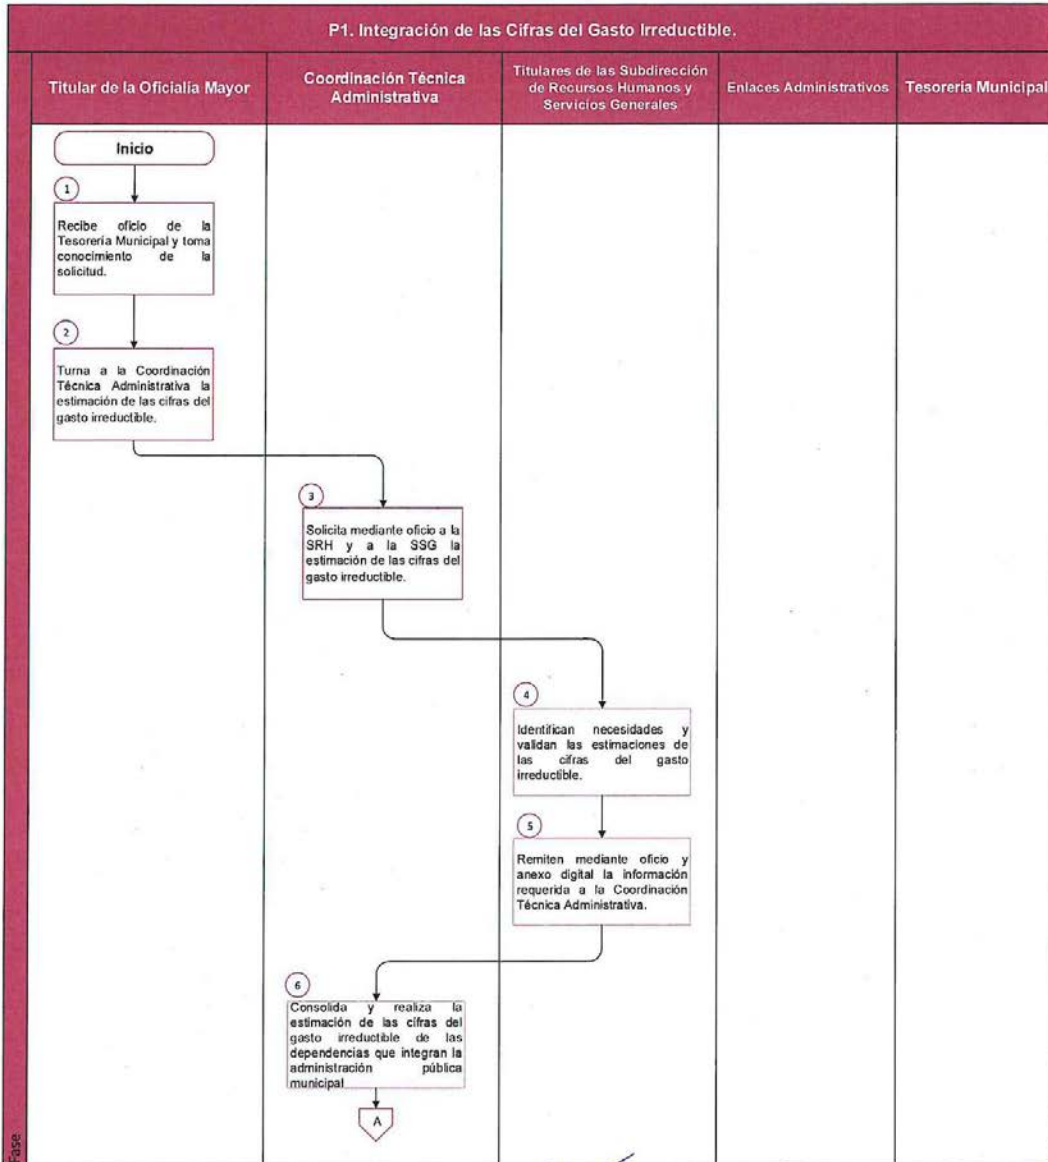 P1. Integración de las Cifras del Gasto Irreductible.
Titular de la Oficialía Mayor
Coordinación Técnica
Administrativa
Titulares de las Subdirección
de Recursos Humanos y
Servicios Generales
Enlaces Administrativos
Tesorería Municipal
Inicio
1
Recibe oficio de la
Tesorería Municipal y toma
conocimiento de la
solicitud.
2
Turna a la Coordinación
Técnica Administrativa la
estimación de las cifras del
gasto irreductible.
3
Solicita mediante oficio a la
SRH y a la SSG la
estimación de las cifras del
gasto irreductible.
4
Identifican necesidades y
validan las estimaciones de
las cifras del gasto
irreductible.
5
Remiten mediante oficio y
anexo digital la información
requerida a la Coordinación
Técnica Administrativa.
6
Consolida y realiza la
estimación de las cifras del
gasto irreductible de las
dependencias que integran la
administración pública
municipal
A
Fase